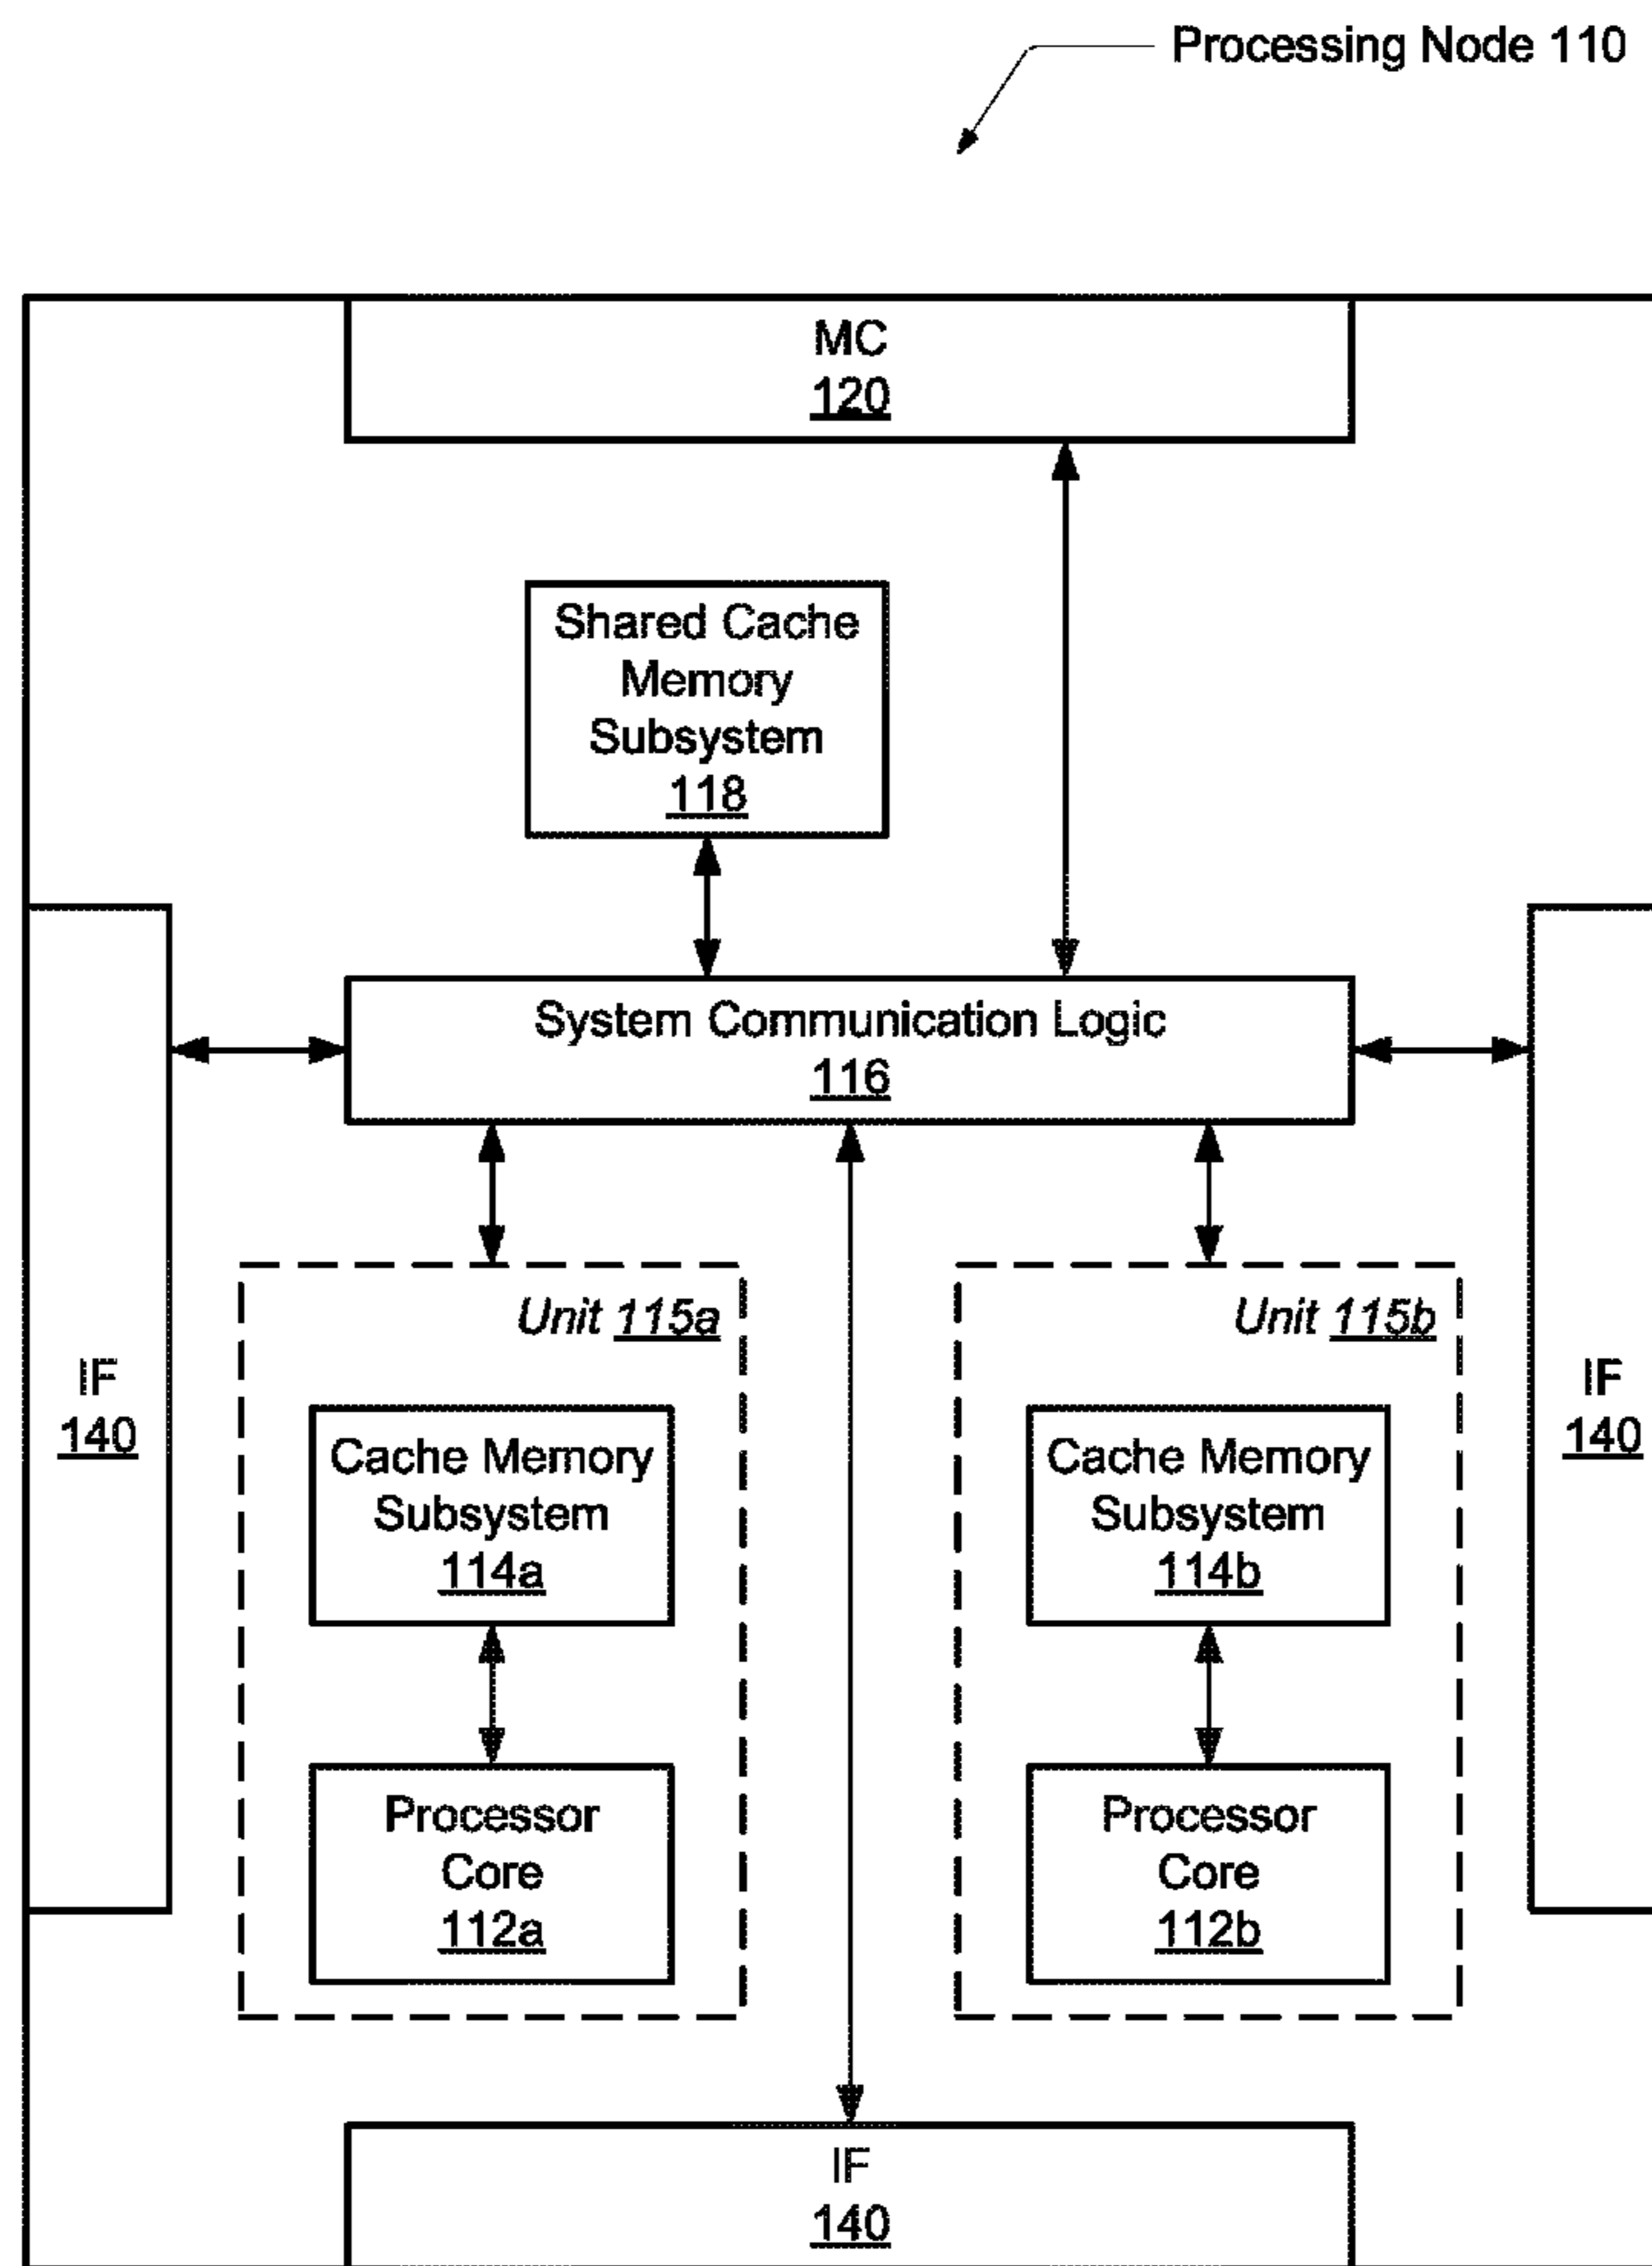 Processing Node 110
MC
120
Shared Cache
Memory
Subsystem
118
System Communication Logic
116
IF
140
Unit 115a
Cache Memory
Subsystem
114a
Processor
Core
112a
Unit 115b
Cache Memory
Subsystem
114b
Processor
Core
112b
IF
140
IF
140